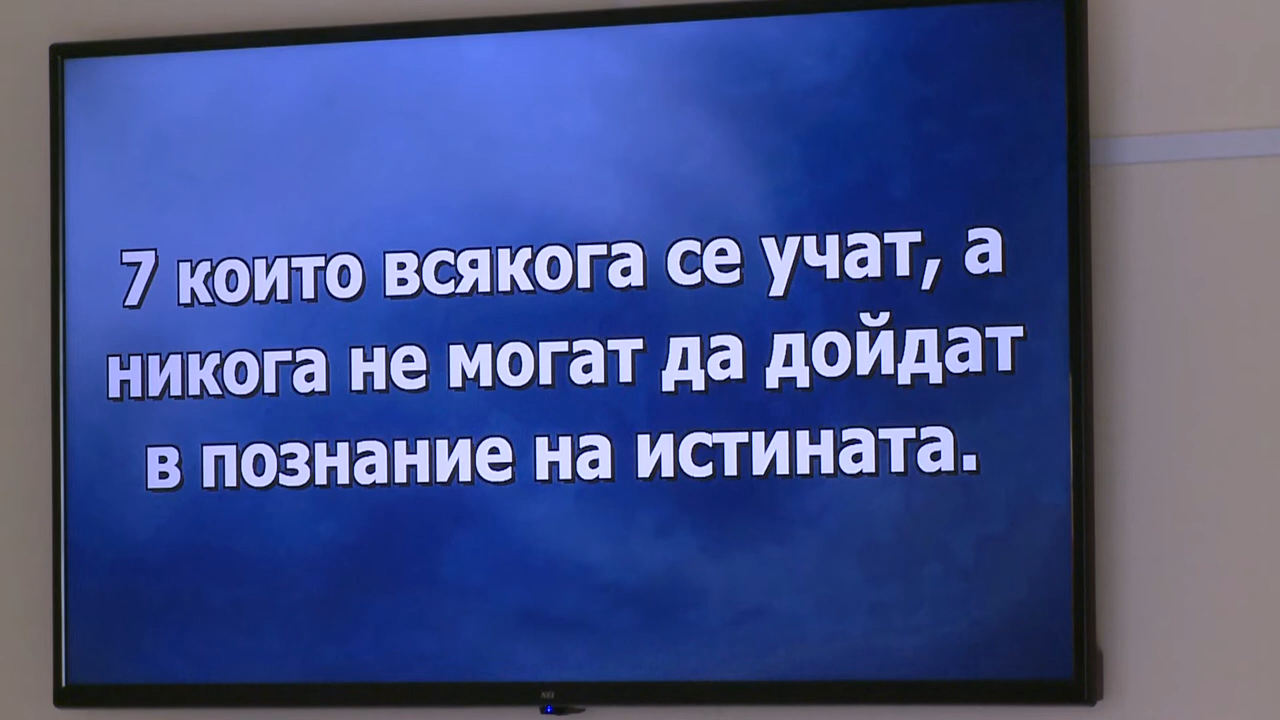 7 които всякога се учат, а
никога не могат да дойдат
в познание на истината.